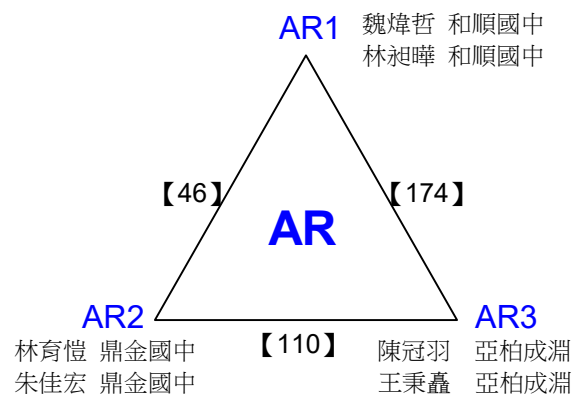 AR1 魏煒哲 和順國中
林昶曄 和順國中
【46】
【174】
AR
AR2
AR3
【110】
林育愷 鼎金國中
朱佳宏 鼎金國中
陳冠羽 亞柏成淵
王秉矗 亞柏成淵